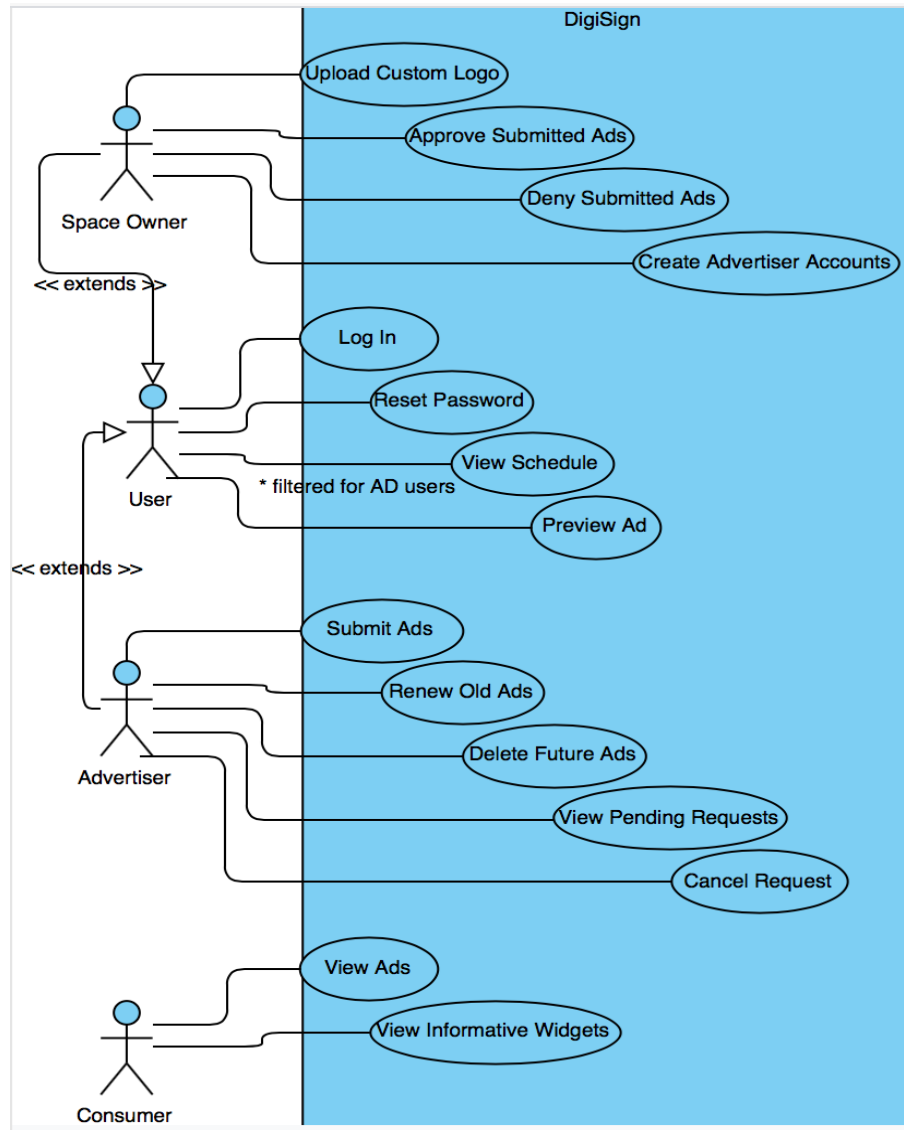 DigiSign
Upload Custom Logo
Approve Submitted Ads
Deny Submitted Ads
Space Owner
Create Advertiser Accounts
<< extends >>
Log In
Reset Password
View Schedule
* filtered for AD users
User
Preview Ad
<< extends >>
Submit Ads
Renew Old Ads
Delete Future Ads
Advertiser
View Pending Requests
Cancel Request
View Ads
View Informative Widgets
Consumer